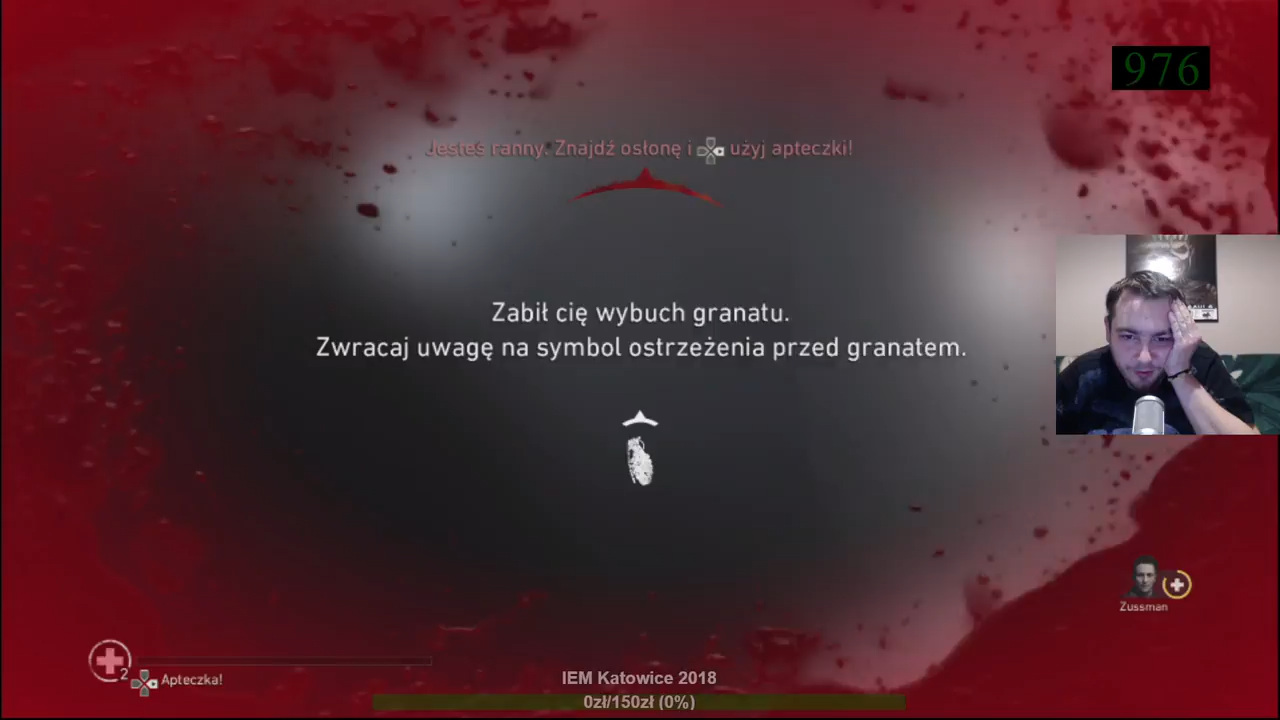 976
Jesteś ranny. Znajdź osłonę i użyj apteczki!
Zabił cię wybuch granatu.
Zwracaj uwagę na symbol ostrzeżenia przed granatem.
Zussman
2
Apteczka!
IEM Katowice 2018
0zł/150zł (0%)